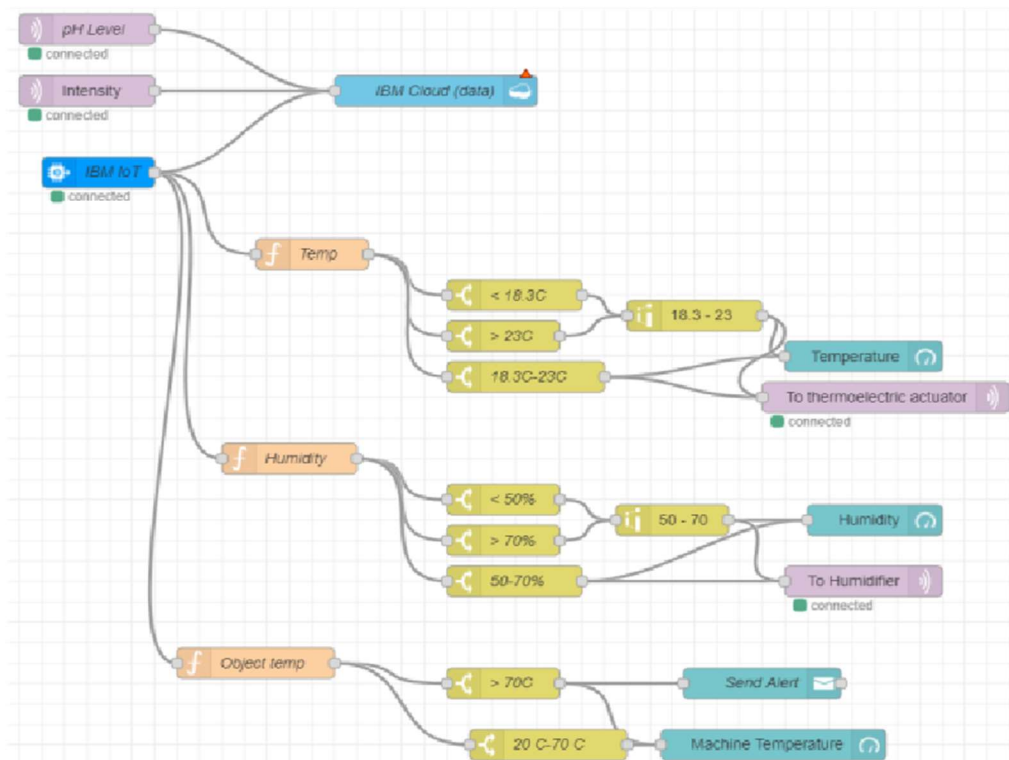 pH Level
connected
Intensity
connected
IBM Cloud (data)
IBM IoT
connected
Temp
< 18.3C
> 23C
18.3C-23C
18.3 - 23
Temperature
To thermoelectric actuator
connected
Humidity
< 50%
> 70%
50-70%
50 - 70
Humidity
To Humidifier
connected
Object temp
> 70C
Send Alert
20 C-70 C
Machine Temperature